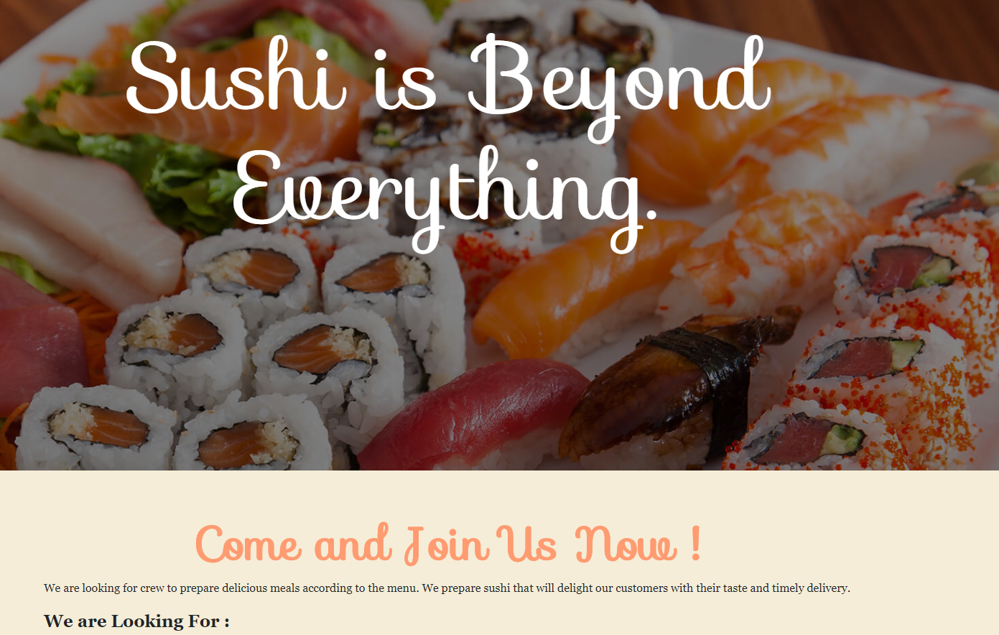 Sushi is Beyond
Everything.
Come and Join Us Now !
We are looking for crew to prepare delicious meals according to the menu. We prepare sushi that will delight our customers with their taste and timely delivery.
We are Looking For :